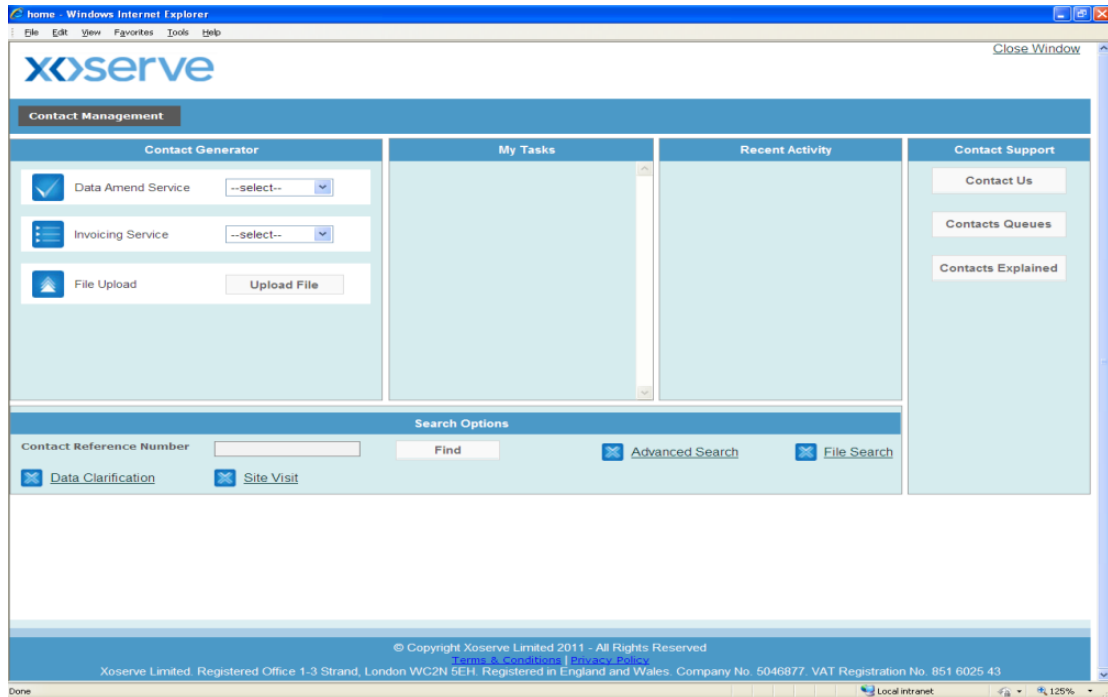 home - Windows Internet Explorer
File Edit View Favorites Tools Help
Close Window
xoserve
Contact Management
Contact Generator
Data Amend Service --select--
Invoicing Service --select--
File Upload Upload File
My Tasks
Recent Activity
Contact Support
Contact Us
Contacts Queues
Contacts Explained
Search Options
Contact Reference Number Find Advanced Search File Search
Data Clarification Site Visit
© Copyright Xoserve Limited 2011 - All Rights Reserved
Terms & Conditions | Privacy Policy
Xoserve Limited. Registered Office 1-3 Strand, London WC2N 5EH. Registered in England and Wales. Company No. 5046877. VAT Registration No. 851 6025 43
Done Local intranet 125%